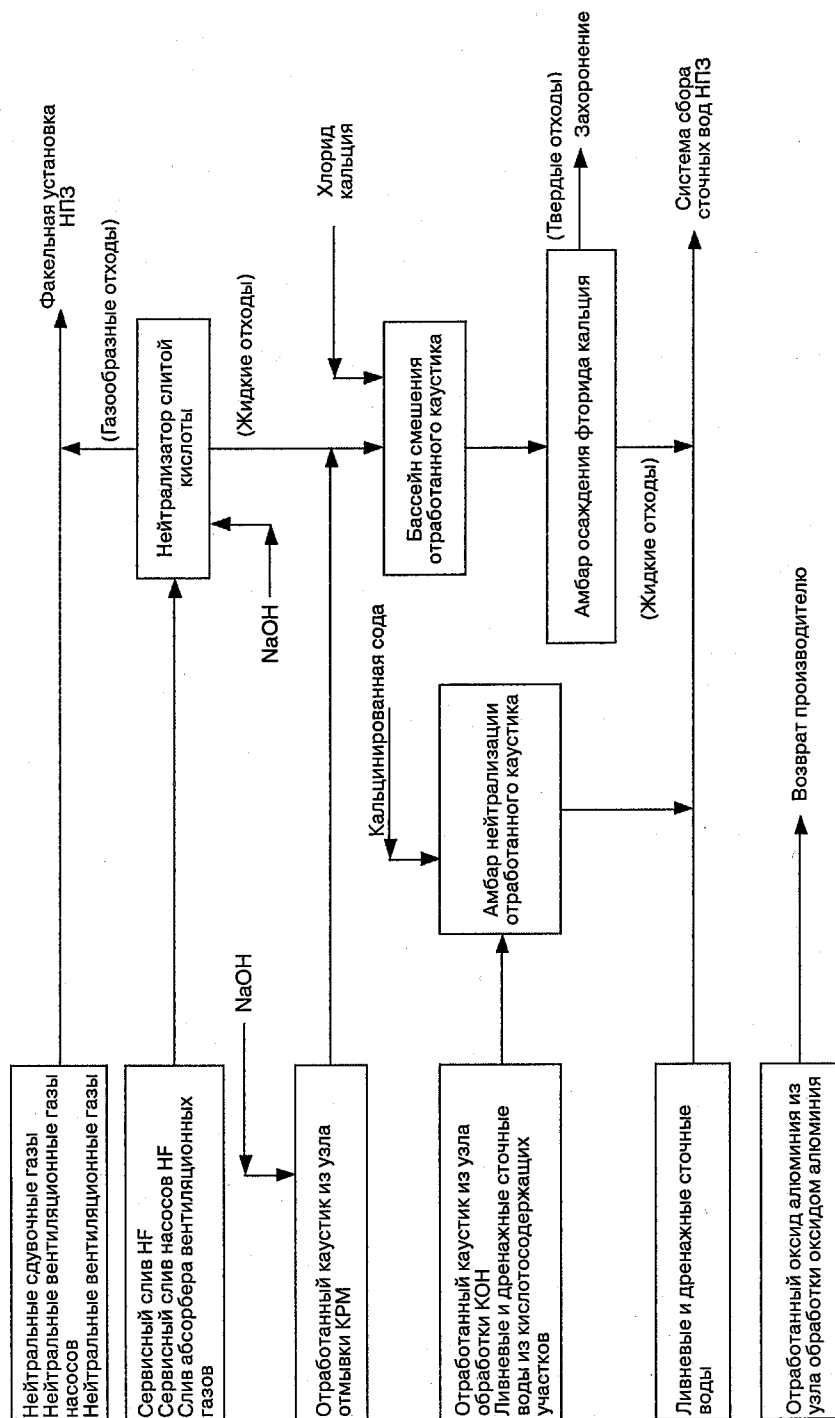 Нейтральные сдувочные газы
Нейтральные вентиляционные газы
насосов
Нейтральные вентиляционные газы
Факельная установка
НПЗ
(Газообразные отходы)
Сервисный слив HF
Сервисный слив насосов HF
Слив абсорбера вентиляционных
газов
NaOH
Нейтрализатор слитой
кислоты
(Жидкие отходы)
NaOH
Отработанный каустик из узла
отмывки КРМ
Хлорид
кальция
Кальцинированная сода
Бассейн смешения
отработанного каустика
Отработанный каустик из узла
обработки КОН
Ливневые и дренажные сточные
воды из кислотосодержащих
участков
Амбар нейтрализации
отработанного каустика
Амбар осаждения фторида кальция
(Твердые отходы)
Захоронение
(Жидкие отходы)
Ливневые и дренажные сточные
воды
Система сбора
сточных вод НПЗ
Отработанный оксид алюминия из
узла обработки оксидом алюминия
Возврат производителю